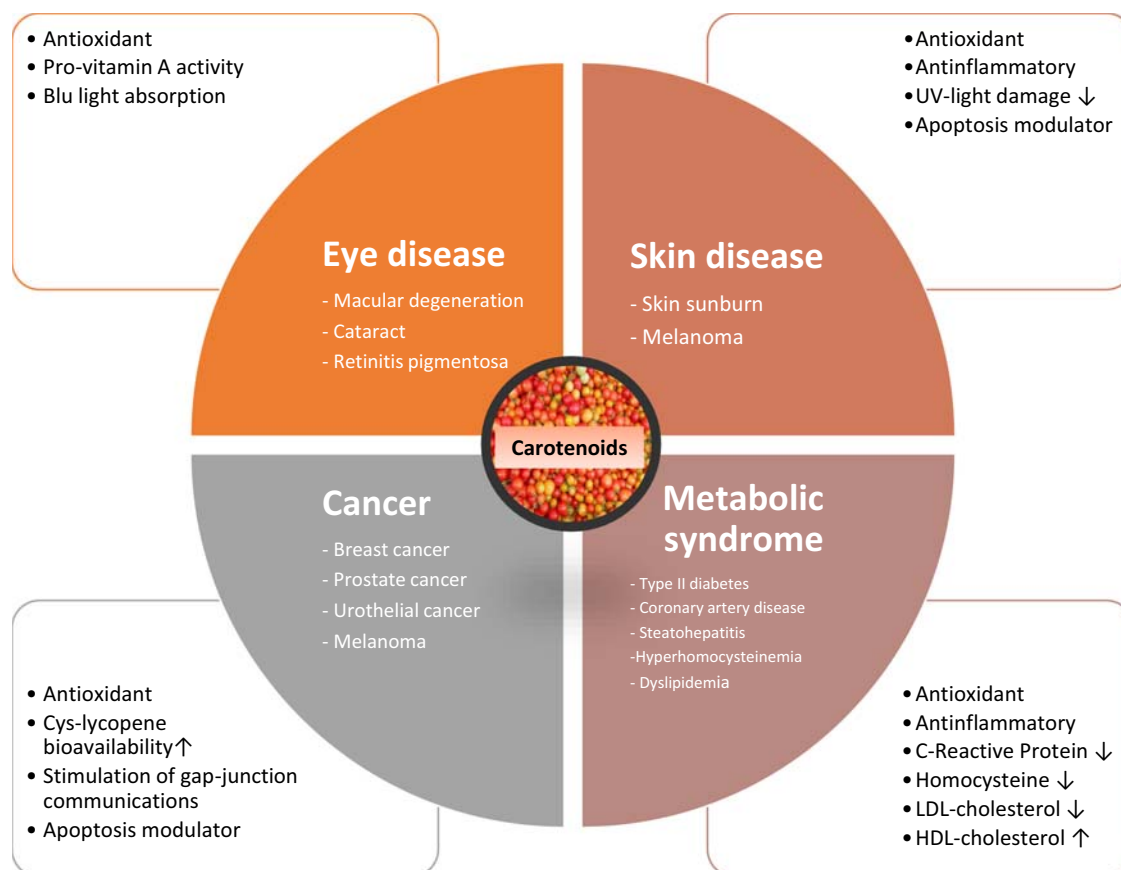 • Antioxidant
• Pro-vitamin A activity
• Blu light absorption
•Antioxidant
•Antinflammatory
•UV-light damage ↓
•Apoptosis modulator
Eye disease
- Macular degeneration
- Cataract
- Retinitis pigmentosa
Skin disease
- Skin sunburn
- Melanoma
Carotenoids
Cancer
- Breast cancer
- Prostate cancer
- Urothelial cancer
- Melanoma
Metabolic
syndrome
- Type II diabetes
- Coronary artery disease
- Steatohepatitis
-Hyperhomocysteinemia
- Dyslipidemia
• Antioxidant
• Cys-lycopene
bioavailability↑
• Stimulation of gap-junction
communications
• Apoptosis modulator
•Antioxidant
•Antinflammatory
•C-Reactive Protein ↓
•Homocysteine ↓
•LDL-cholesterol ↓
•HDL-cholesterol ↑